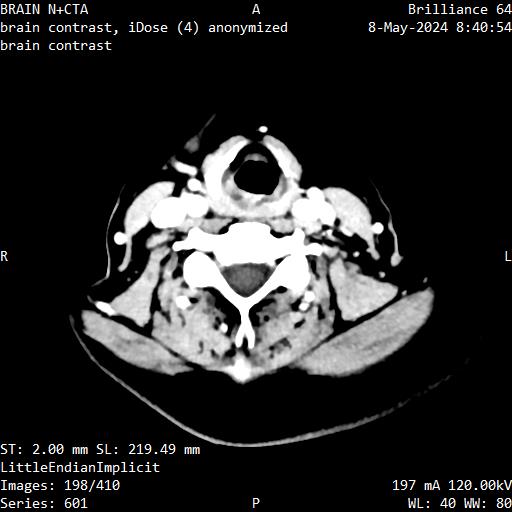 BRAIN N+CTA
A
Brilliance 64
brain contrast, iDose (4) anonymized
8-May-2024 8:40:54
brain contrast
R
L
ST: 2.00 mm SL: 219.49 mm
LittleEndianImplicit
Images: 198/410
197 mA 120.00kV
Series: 601
P
WL: 40 WW: 80